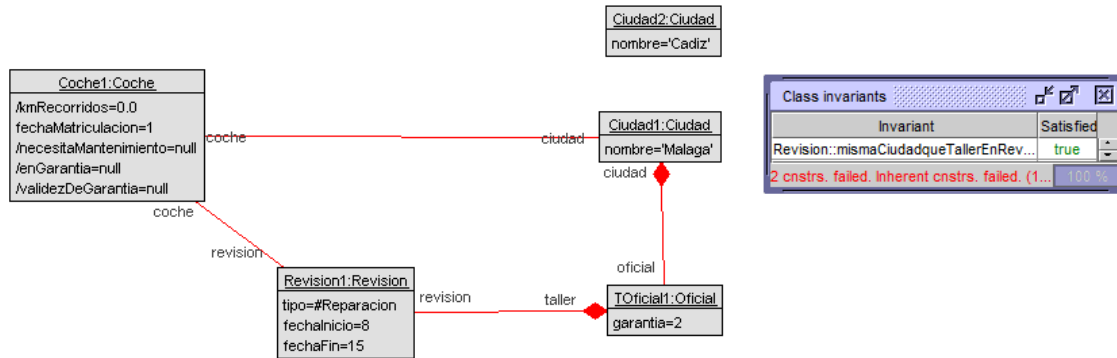 Ciudad2:Ciudad
nombre='Cadiz'
Coche1:Coche
/kmRecorridos=0.0
fechaMatriculacion=1
/necesitaMantenimiento=null
/enGarantia=null
/validezDeGarantia=null
coche
ciudad
Ciudad1:Ciudad
nombre='Malaga'
ciudad
coche
revision
oficial
Revision1:Revision
tipo=#Reparacion
fechaInicio=8
fechaFin=15
revision
taller
TOficial1:Oficial
garantia=2
Class invariants
Invariant Satisfied
Revision::mismaCiudadqueTallerEnRev... true
2 cnstrs. failed. Inherent cnstrs. failed. (1... 100 %